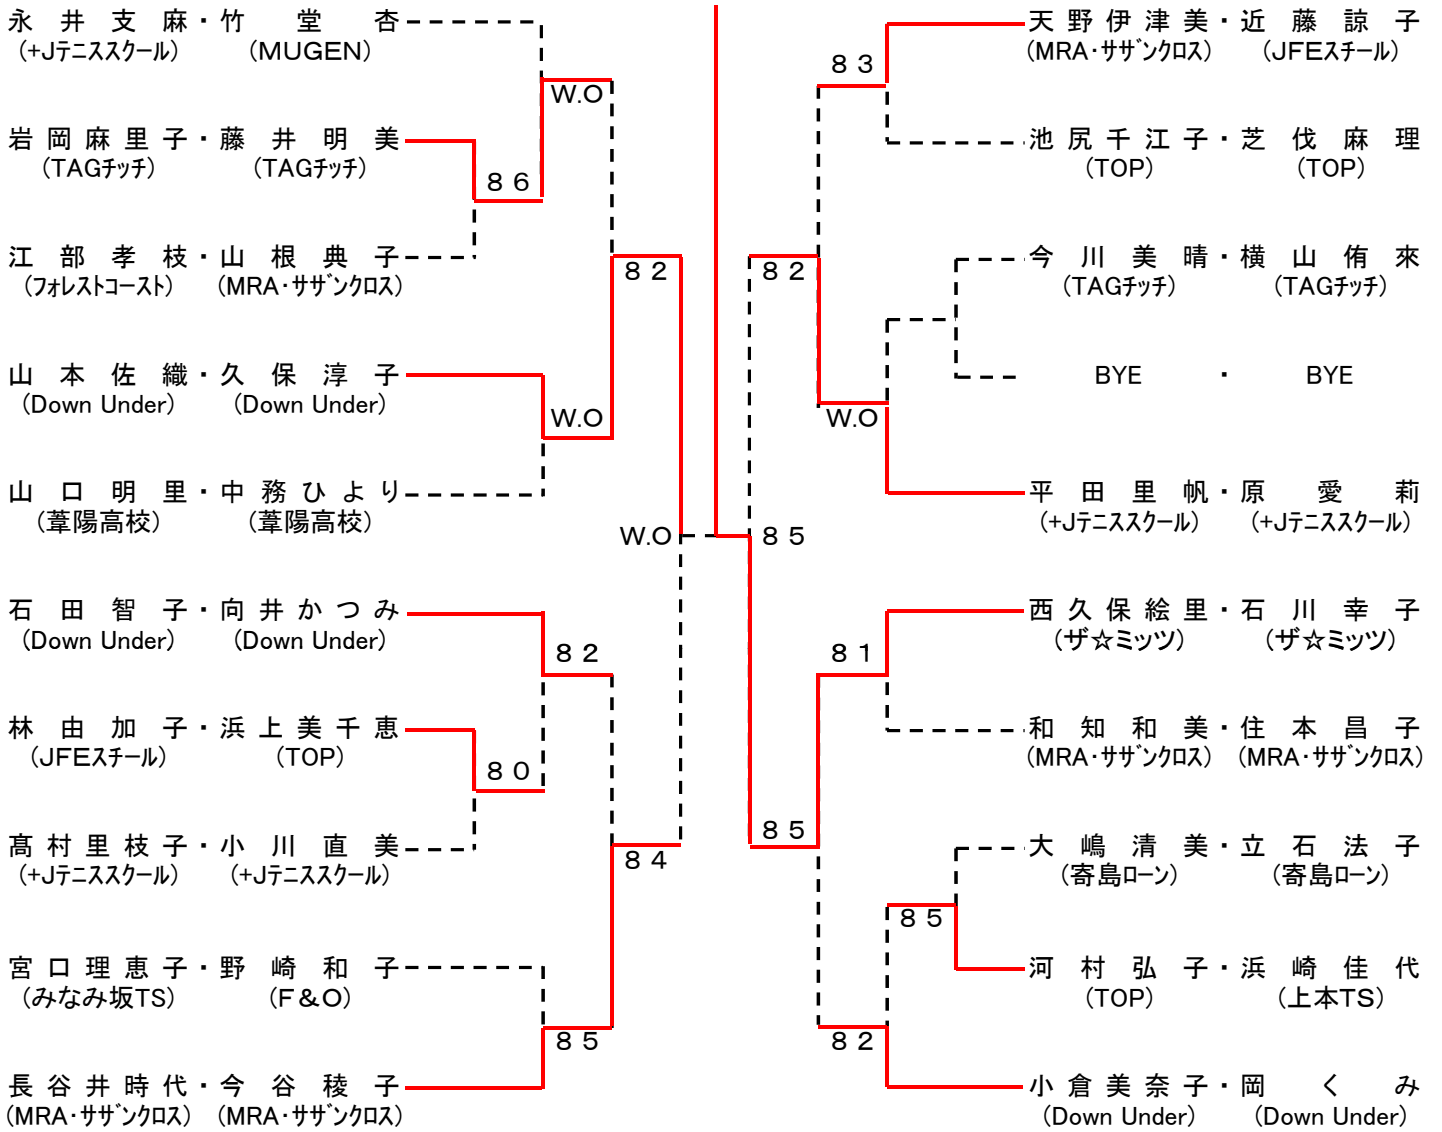 永井支麻・竹堂杏
(+Jテニススクール) (MUGEN)
W.O
岩岡麻里子・藤井明美
(TAGチッチ) (TAGチッチ)
8 6
江部孝枝・山根典子
(フォレストコースト) (MRA・サザンクロス)
8 2
山本佐織・久保淳子
(Down Under) (Down Under)
W.O
山口明里・中務ひより
(葦陽高校) (葦陽高校)
W.O
石田智子・向井かつみ
(Down Under) (Down Under)
8 2
林由加子・浜上美千恵
(JFEスチール) (TOP)
8 0
髙村里枝子・小川直美
(+Jテニススクール) (+Jテニススクール)
8 4
宮口理恵子・野崎和子
(みなみ坂TS) (F&O)
8 5
長谷井時代・今谷稜子
(MRA・サザンクロス) (MRA・サザンクロス)
天野伊津美・近藤諒子
(MRA・サザンクロス) (JFEスチール)
8 3
池尻千江子・芝伐麻理
(TOP) (TOP)
今川美晴・横山侑來
(TAGチッチ) (TAGチッチ)
8 2
BYE ・ BYE
W.O
平田里帆・原愛莉
(+Jテニススクール) (+Jテニススクール)
8 5
西久保絵里・石川幸子
(ザ☆ミッツ) (ザ☆ミッツ)
8 1
和知和美・住本昌子
(MRA・サザンクロス) (MRA・サザンクロス)
8 5
大嶋清美・立石法子
(寄島ローン) (寄島ローン)
8 5
河村弘子・浜崎佳代
(TOP) (上本TS)
8 2
小倉美奈子・岡くみ
(Down Under) (Down Under)